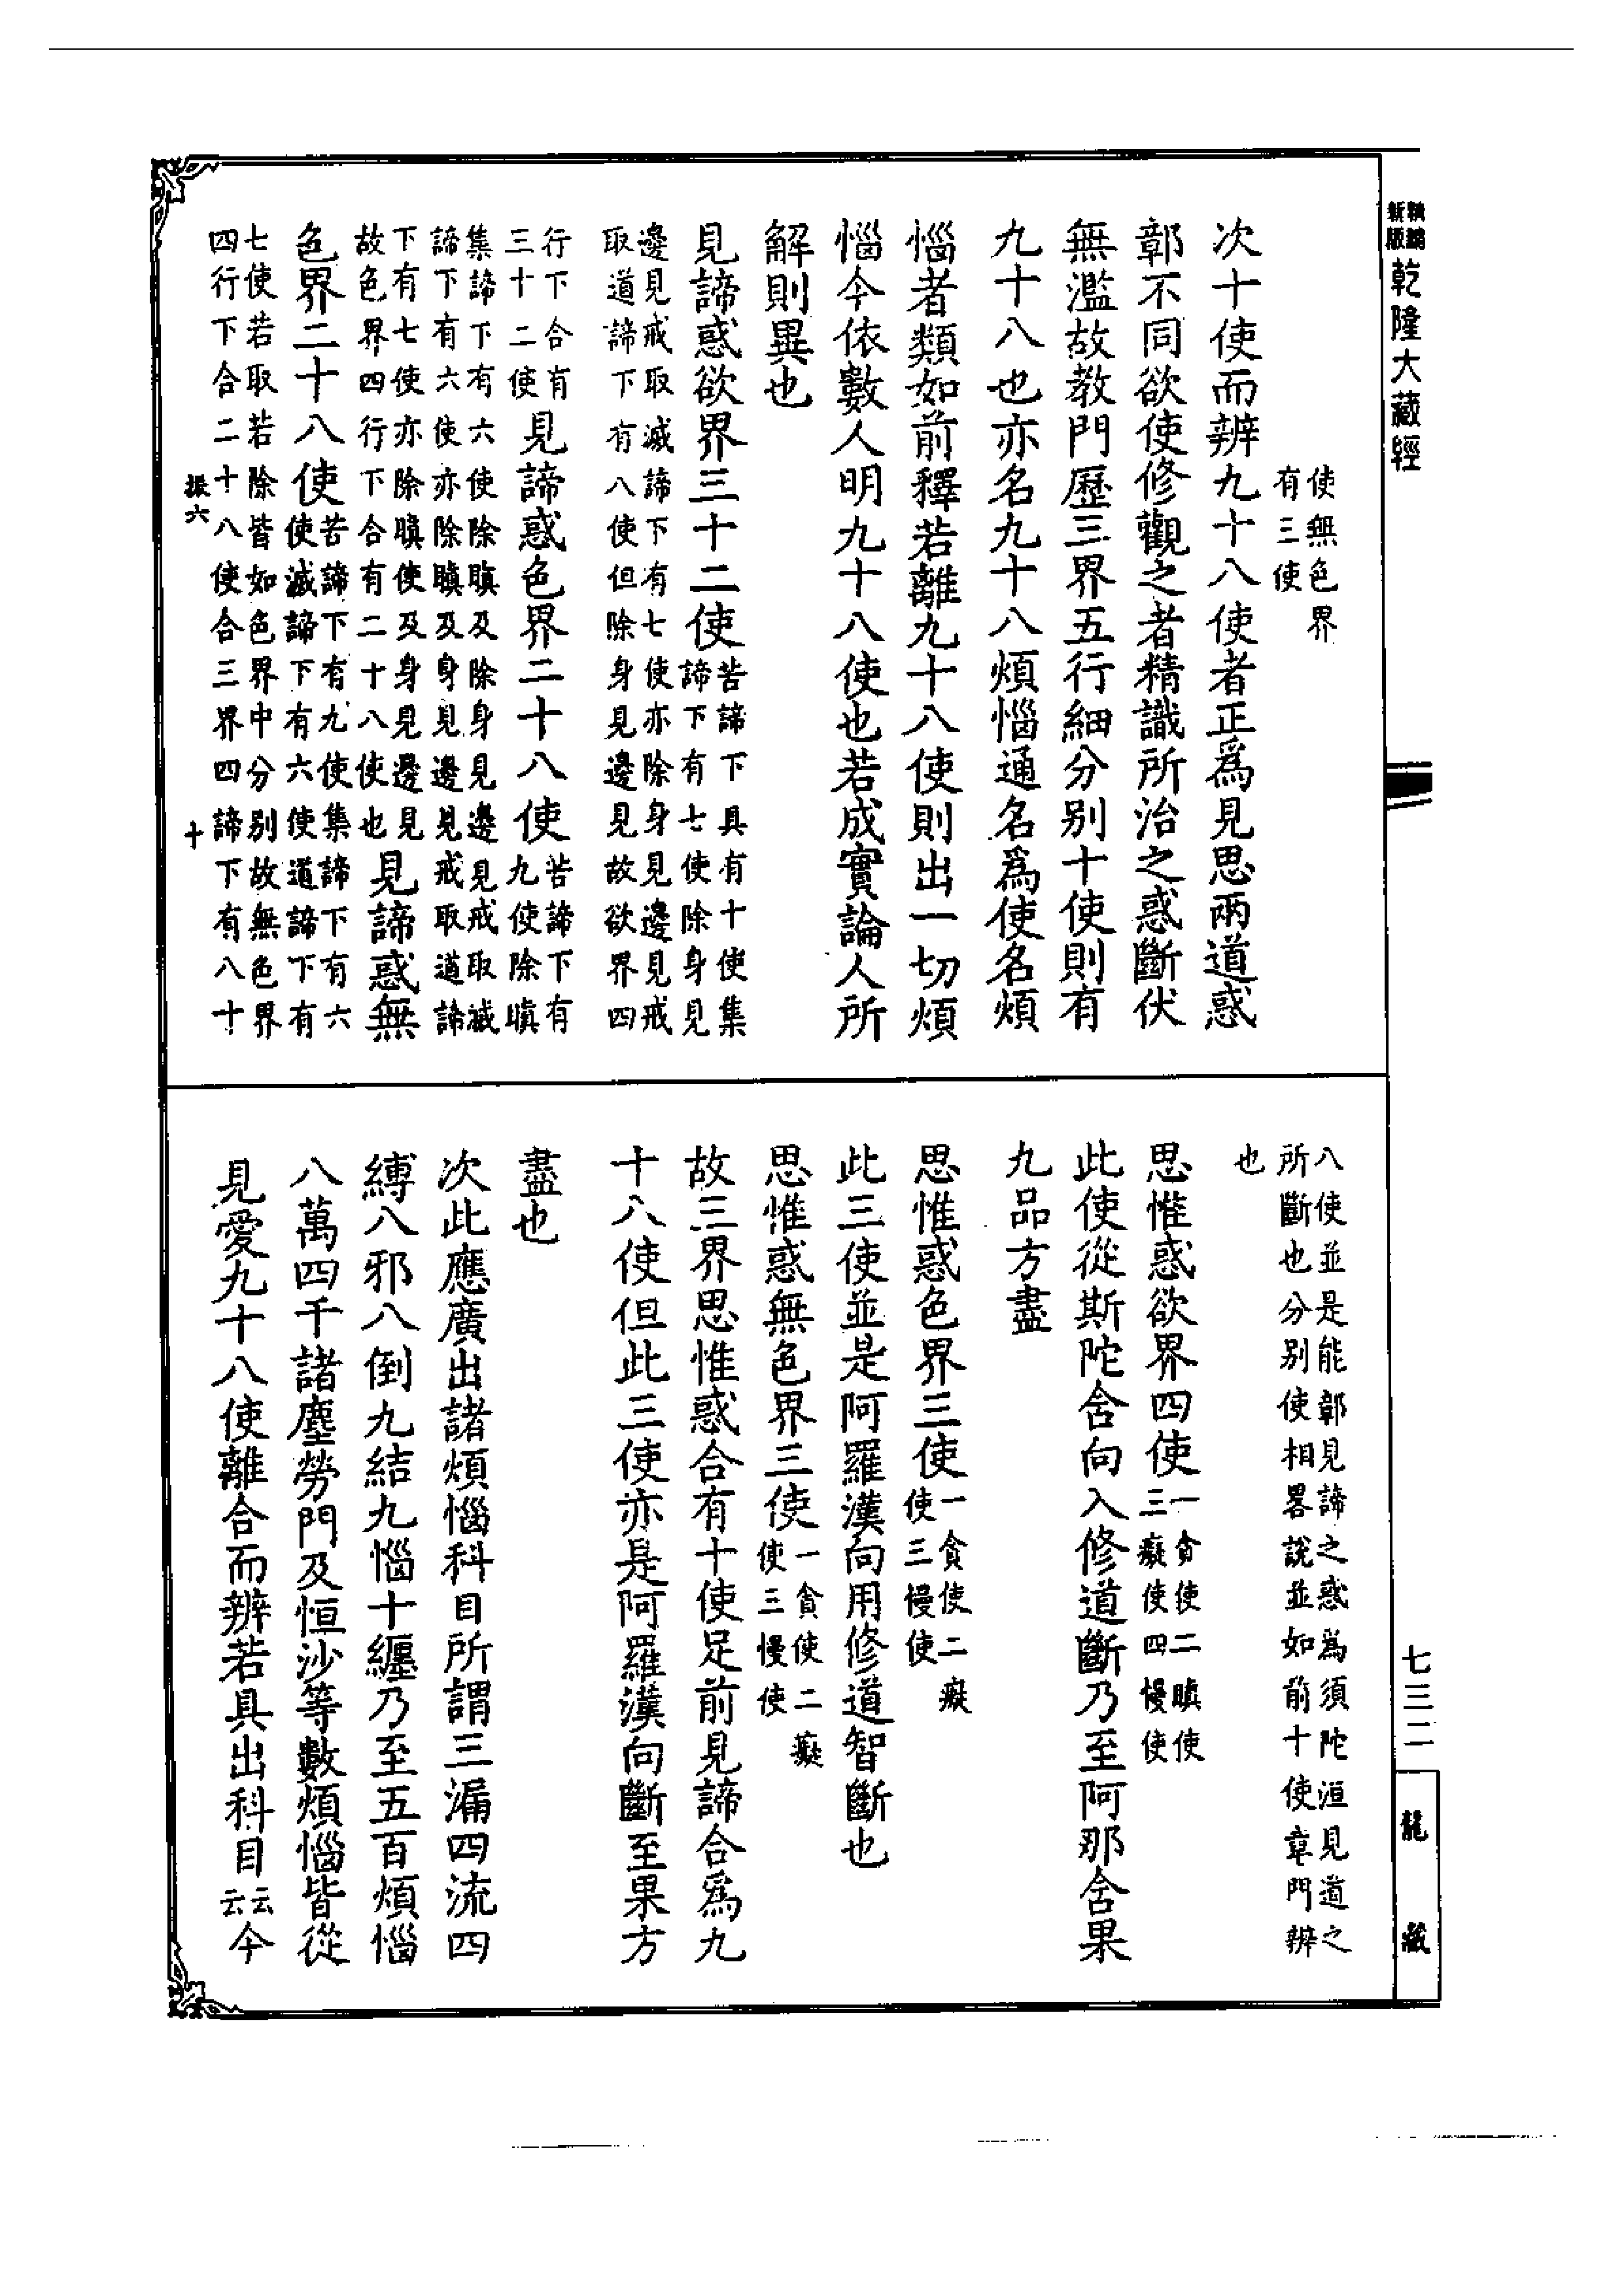 精編新版乾隆大藏經
使無色界有三使
次十使而辨九十八使者正爲見思兩道惑
鄣不同欲使修觀之者精識所治之惑斷伏
無濫故教門歷三界五行細分別十使則有
九十八也亦名九十八煩惱通名爲使名煩
惱者類如前釋若離九十八使則出一切煩
惱今依數人明九十八使也若成實論人所
解則異也
見諦惑欲界三十二使苦諦下具有十使集諦下有七使除身見
邊見戒取滅諦下有七使亦除身見邊見戒取道諦下有八使但除身見邊見故欲界四
行下合有三十二使見諦惑色界二十八使苦諦下有九使除瞋
集諦下有六使除瞋及除身見邊見戒取滅諦下有六使亦除瞋及身見邊見戒取道諦
下有七使亦除瞋使及身見邊見故色界四行下合有二十八使也見諦惑無
色界二十八使苦諦下有九使集諦下有六使滅諦下有六使道諦下有
七使若取若除皆如色界中分別故無色界四行下合二十八使合三界四諦下有八十
振六 十
八使並是能鄣見諦之惑爲須陀洹見道之所斷也分別使相畧說並如前十使章門辨
也
思惟惑欲界四使一貪使二瞋使三癡使四慢使
此使從斯陀舍向入修道斷乃至阿那舍果
九品方盡
思惟惑色界三使一貪使二癡使三慢使
此三使並是阿羅漢向用修道智斷也
思惟惑無色界三使一貪使二癡使三慢使
故三界思惟惑合有十使足前見諦合爲九
十八使但此三使亦是阿羅漢向斷至果方
盡也
次此應廣出諸煩惱科目所謂三漏四流四
縛八邪八倒九結九惱十纏乃至五百煩惱
八萬四千諸塵勞門及恒沙等數煩惱皆從
見愛九十八使離合而辨若具出科目云云今
七三二
龍藏